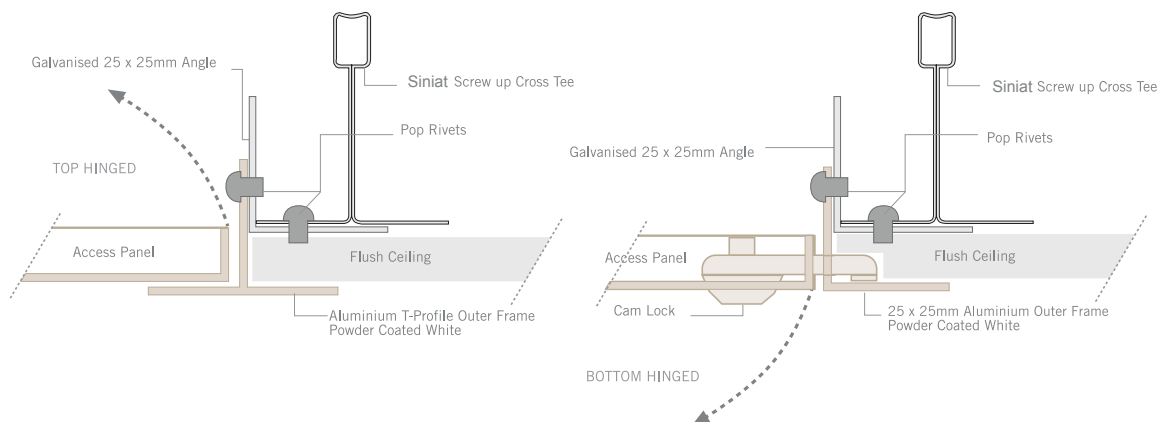 Galvanised 25 x 25mm Angle
Siniat Screw up Cross Tee
Pop Rivets
TOP HINGED
Access Panel
Flush Ceiling
Aluminium T-Profile Outer Frame
Powder Coated White
Siniat Screw up Cross Tee
Pop Rivets
Galvanised 25 x 25mm Angle
Access Panel
Flush Ceiling
Cam Lock
25 x 25mm Aluminium Outer Frame
Powder Coated White
BOTTOM HINGED